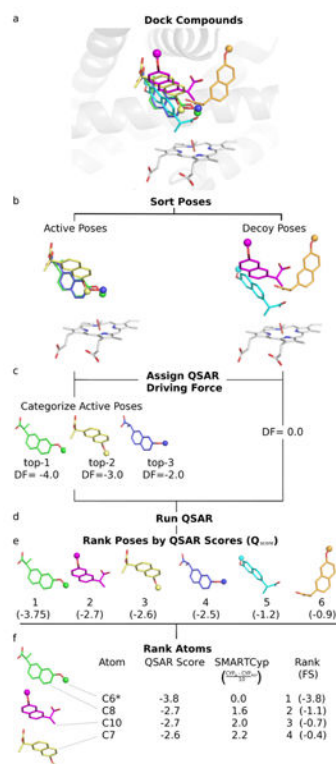 a
Dock Compounds
b
Sort Poses
Active Poses Decoy Poses
c
Assign QSAR
Driving Force
Categorize Active Poses
DF= 0.0
top-1 top-2 top-3
DF= -4.0 DF= -3.0 DF= -2.0
d
Run QSAR
e
Rank Poses by QSAR Scores (Qscore)
1 2 3 4 5 6
(-3.75) (-2.7) (-2.6) (-2.5) (-1.2) (-0.9)
f
Rank Atoms
Atom QSAR Score SMARTCyp Rank
(FS)
C6* -3.8 0.0 1 (-3.8)
C8 -2.7 1.6 2 (-1.1)
C10 -2.7 2.0 3 (-0.7)
C7 -2.6 2.2 4 (-0.4)